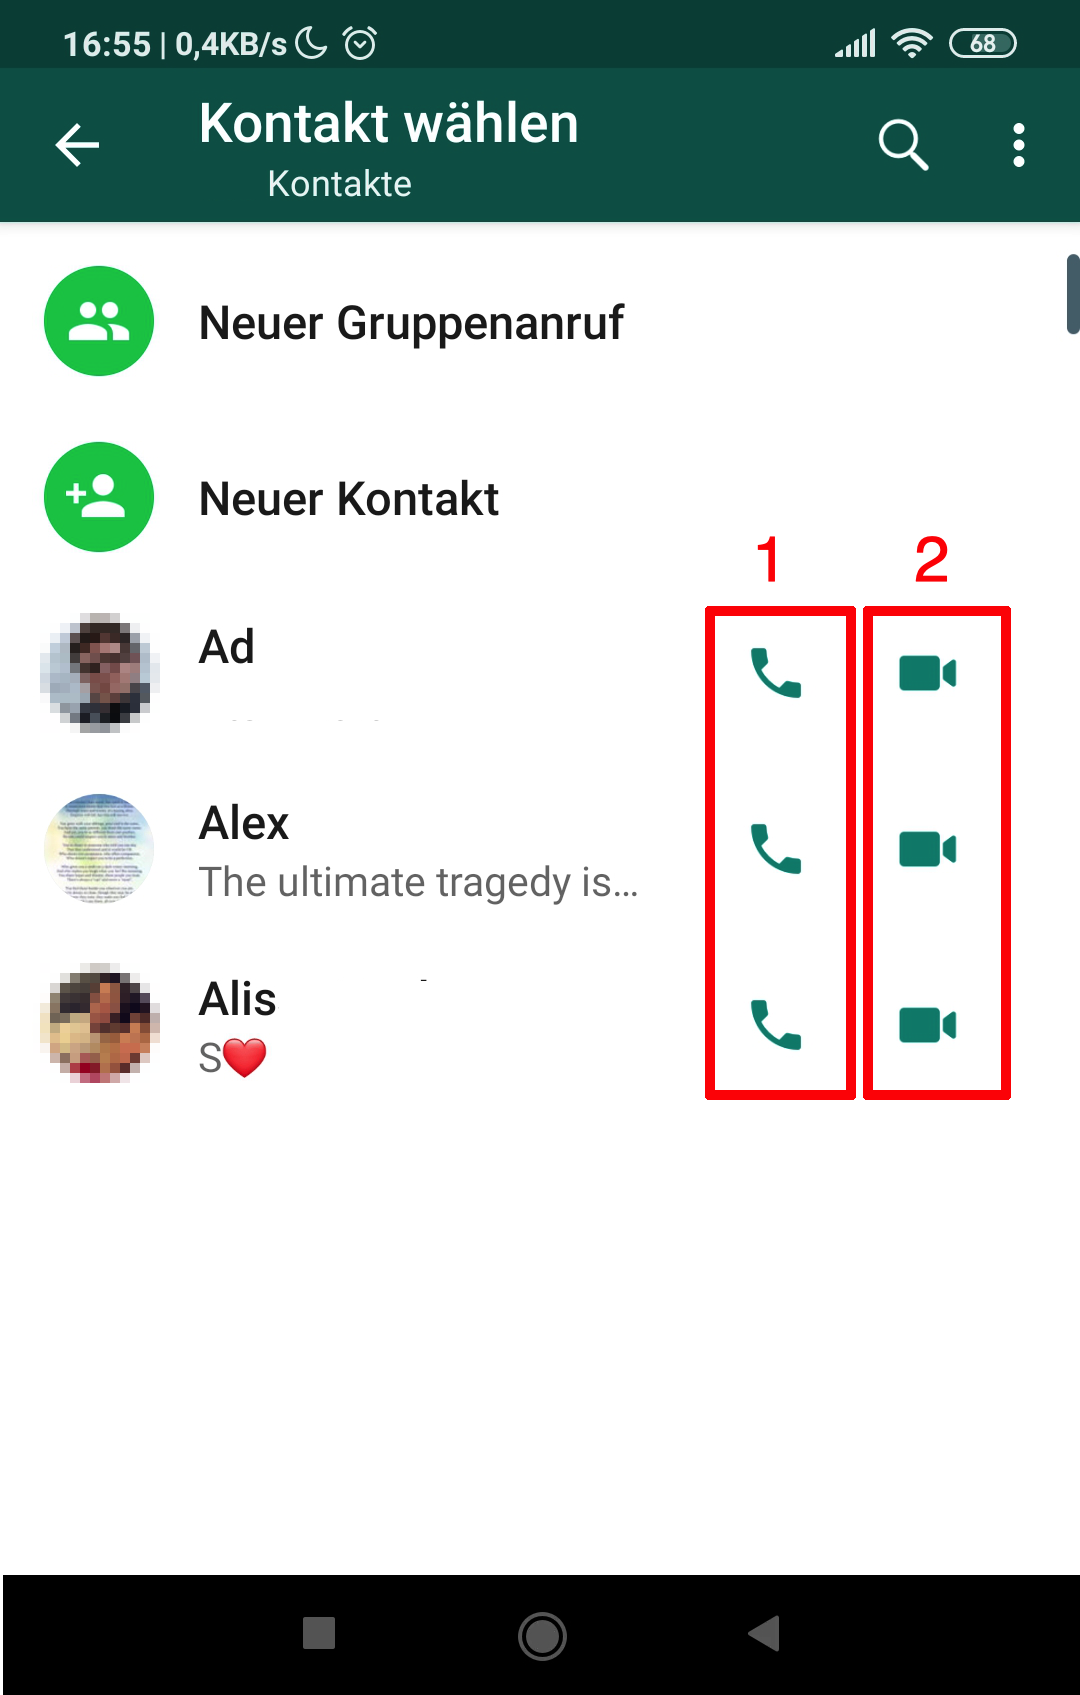 16:55 | 0,4KB/s
68
Kontakt wählen
Kontakte
Neuer Gruppenanruf
Neuer Kontakt
1 2
Ad
Alex
The ultimate tragedy is...
Alis
S❤️